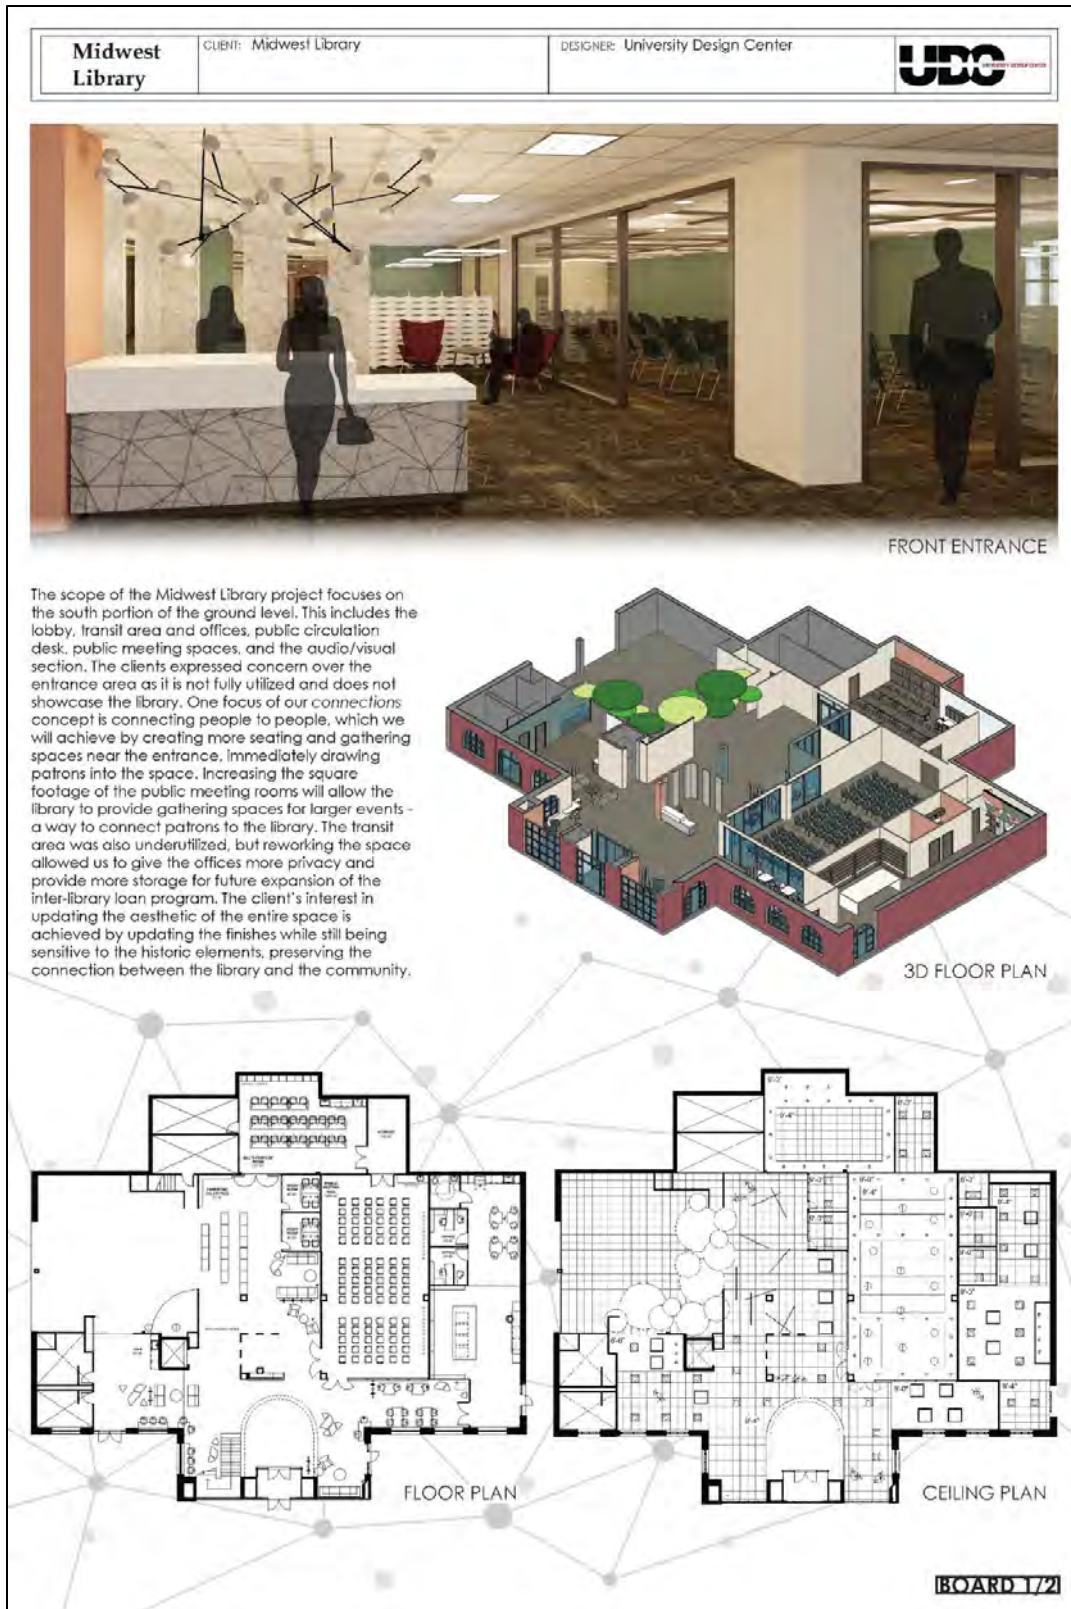 Midwest
Library
CLIENT: Midwest Library
DESIGNER: University Design Center
UDC
UNIVERSITY DESIGN CENTER
FRONT ENTRANCE
The scope of the Midwest Library project focuses on
the south portion of the ground level. This includes the
lobby, transit area and offices, public circulation
desk, public meeting spaces, and the audio/visual
section. The clients expressed concern over the
entrance area as it is not fully utilized and does not
showcase the library. One focus of our connections
concept is connecting people to people, which we
will achieve by creating more seating and gathering
spaces near the entrance, immediately drawing
patrons into the space. Increasing the square
footage of the public meeting rooms will allow the
library to provide gathering spaces for larger events -
a way to connect patrons to the library. The transit
area was also underutilized, but reworking the space
allowed us to give the offices more privacy and
provide more storage for future expansion of the
inter-library loan program. The client's interest in
updating the aesthetic of the entire space is
achieved by updating the finishes while still being
sensitive to the historic elements, preserving the
connection between the library and the community.
3D FLOOR PLAN
FLOOR PLAN
CEILING PLAN
BOARD 1/2